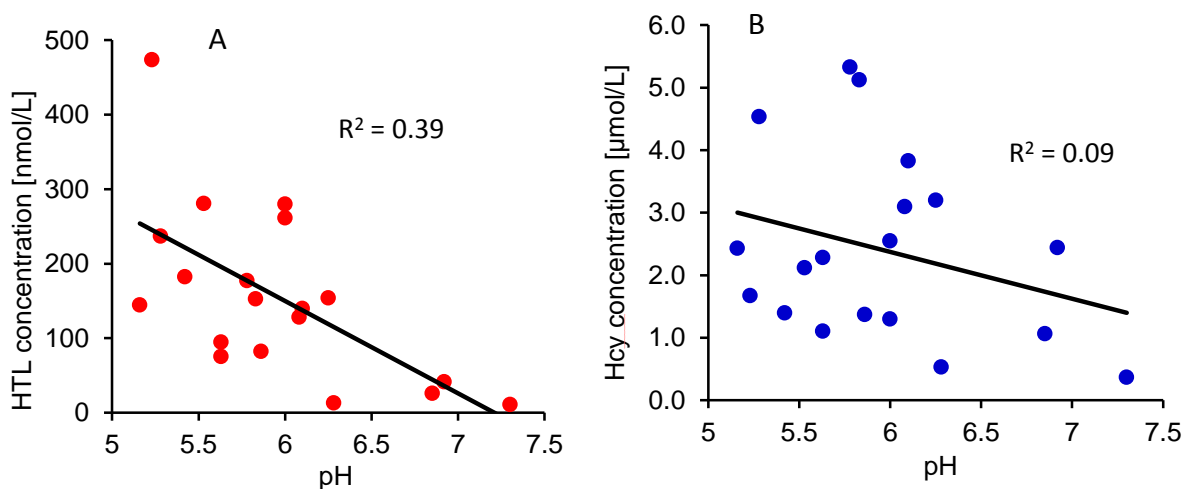 A
HTL concentration [nmol/L]
500
400
300
200
100
0
R² = 0.39
5 5.5 6 6.5 7 7.5
pH
B
Hcy concentration [µmol/L]
6.0
5.0
4.0
3.0
2.0
1.0
0.0
R² = 0.09
5 5.5 6 6.5 7 7.5
pH